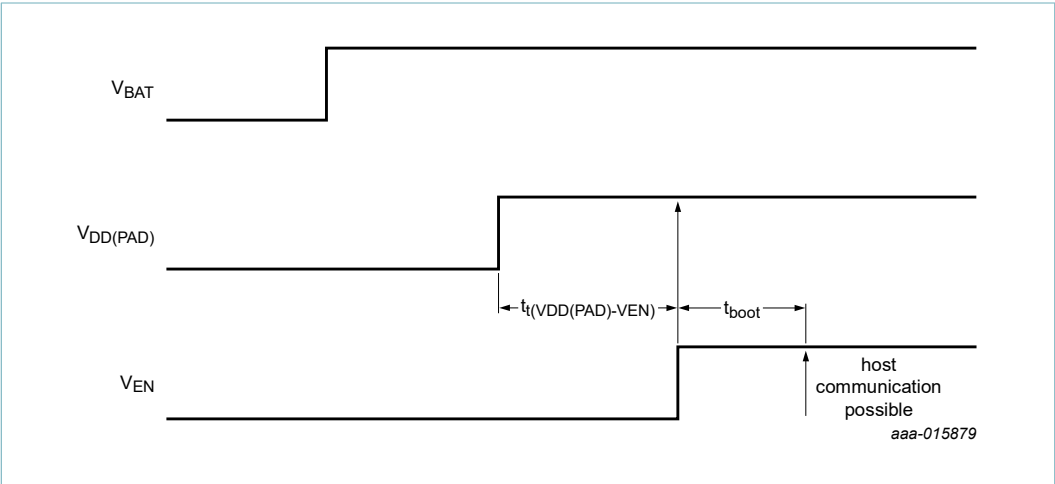 VBAT
VDD(PAD)
tt(VDD(PAD)-VEN)
tboot
VEN
host
communication
possible
aaa-015879